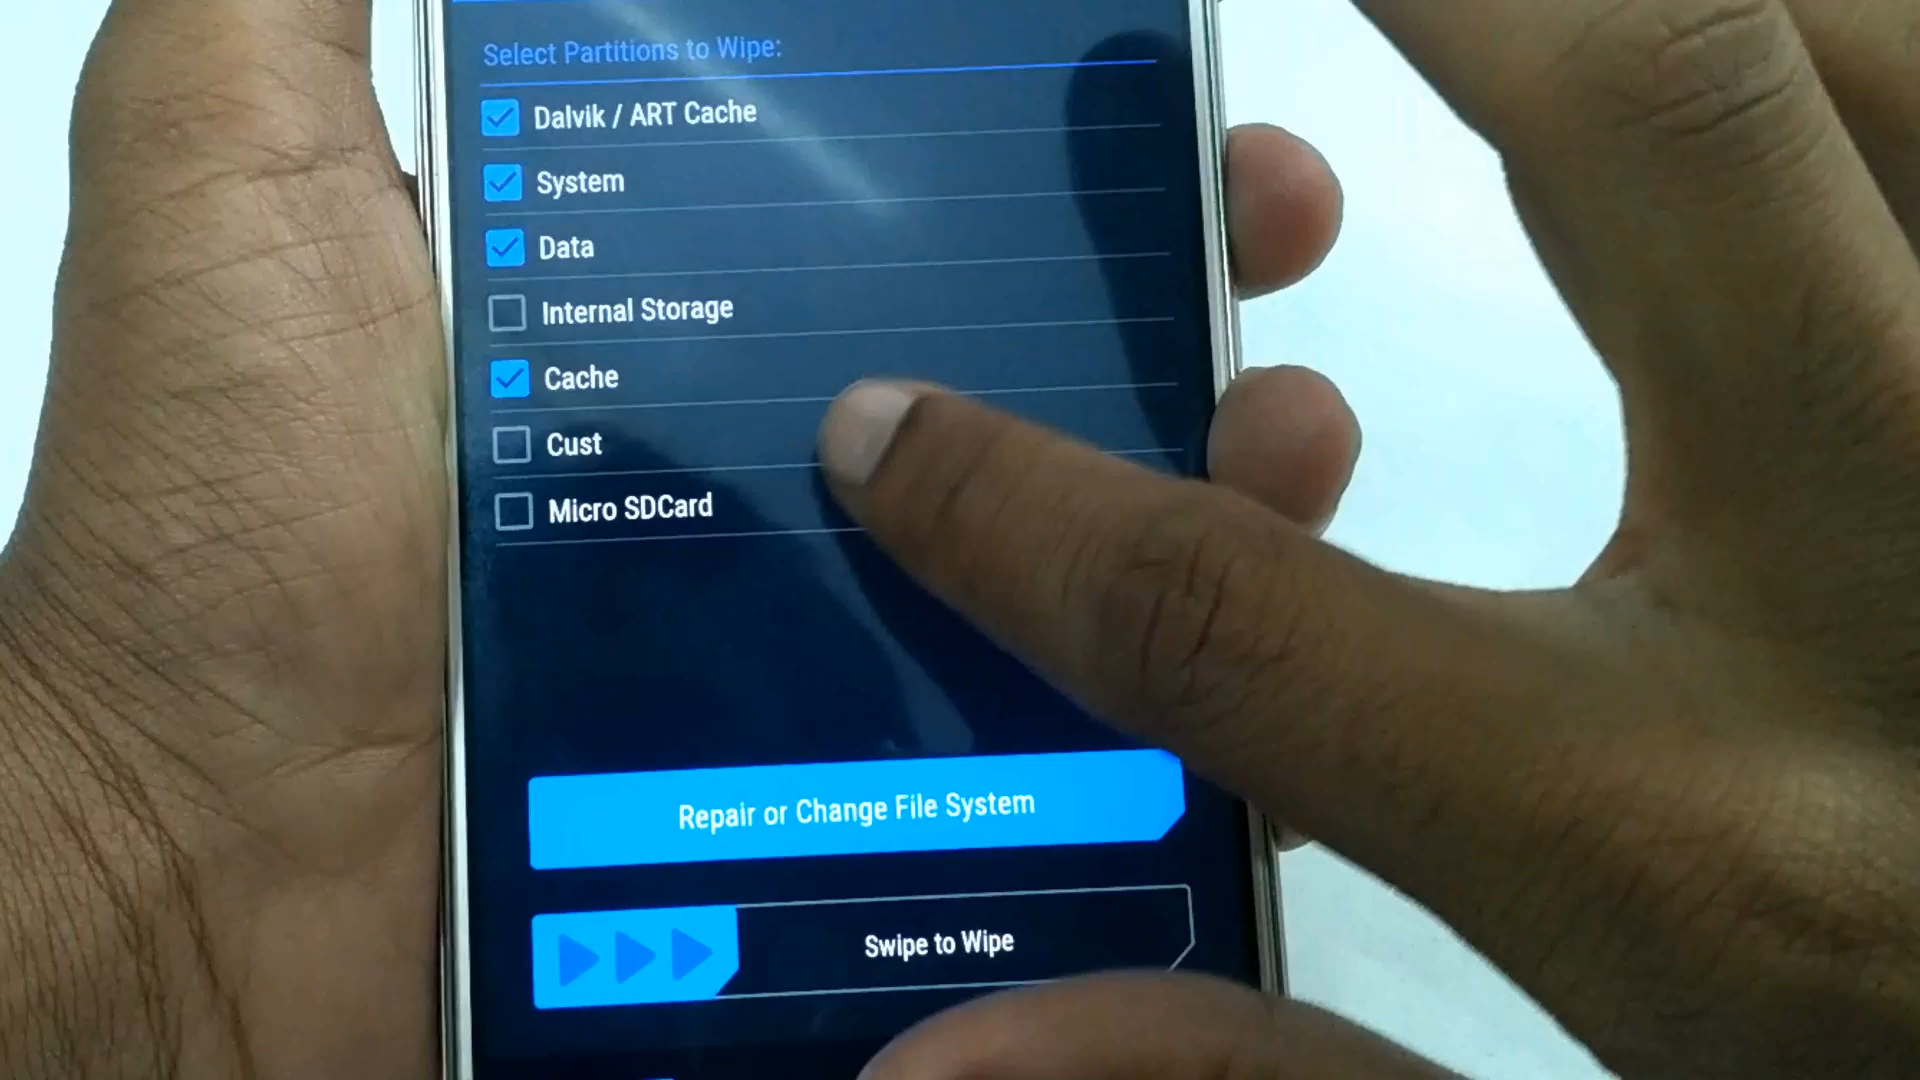 Select Partitions to Wipe:
Dalvik / ART Cache
System
Data
Internal Storage
Cache
Cust
Micro SDCard
Repair or Change File System
Swipe to Wipe